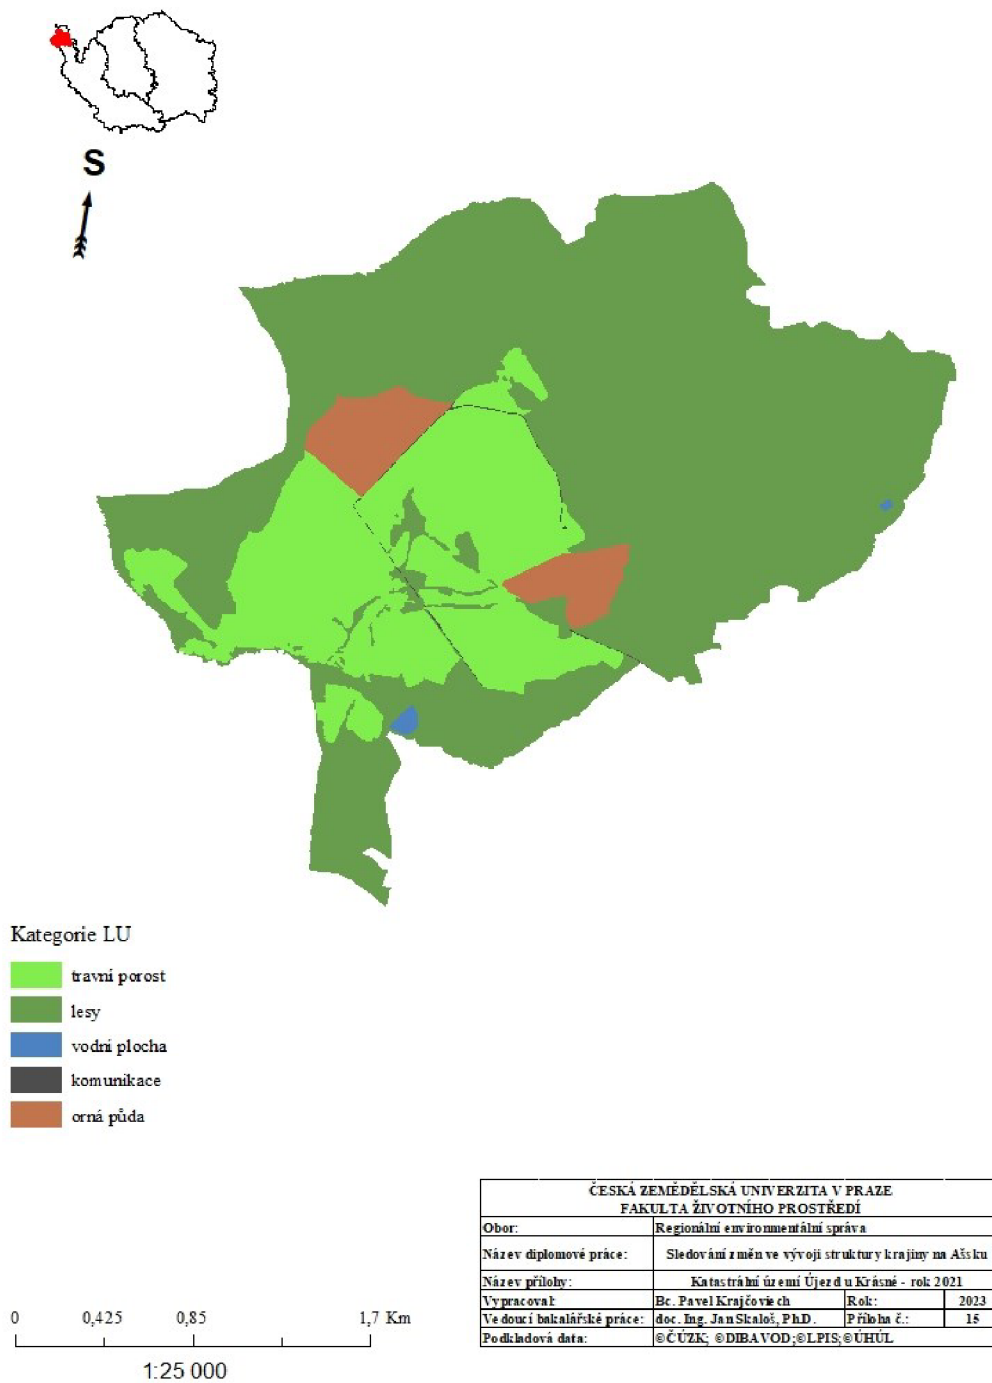 S
Kategorie LU
travní porost
lesy
vodní plocha
komunikace
orná půda
ČESKÁ ZEMĚDĚLSKÁ UNIVERZITA V PRAZE
FAKULTA ŽIVOTNÍHO PROSTŘEDÍ
Obor: Regionální environmentální správa
Název diplomové práce: Sledování změn ve vývoji struktury krajiny na Ašsku
Název přílohy: Katastrální území Újezd u Krásné - rok 2021
Vypracoval: Bc. Pavel Krajčoviech Rok: 2023
Vedoucí bakalářské práce: doc. Ing. Jan Skaloš, Ph.D. Příloha č.: 15
Podkladová data: ©ČÚZK; ©DIBAVOD;©LPIS;©ÚHÚL
0 0,425 0,85 1,7 Km
1:25 000